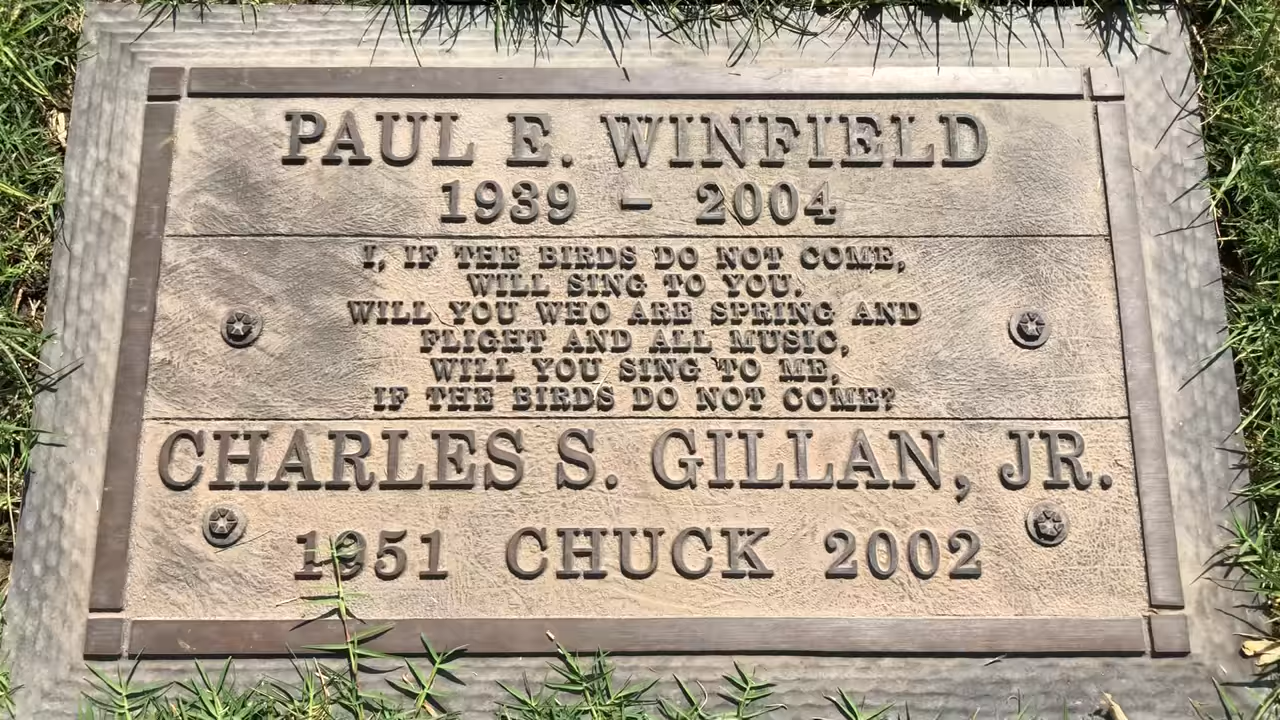 PAUL E. WINFIELD
1939 - 2004
I, IF THE BIRDS DO NOT COME,
WILL SING TO YOU.
WILL YOU WHO ARE SPRING AND
FLIGHT AND ALL MUSIC,
WILL YOU SING TO ME,
IF THE BIRDS DO NOT COME?
CHARLES S. GILLAN, JR.
1951 CHUCK 2002